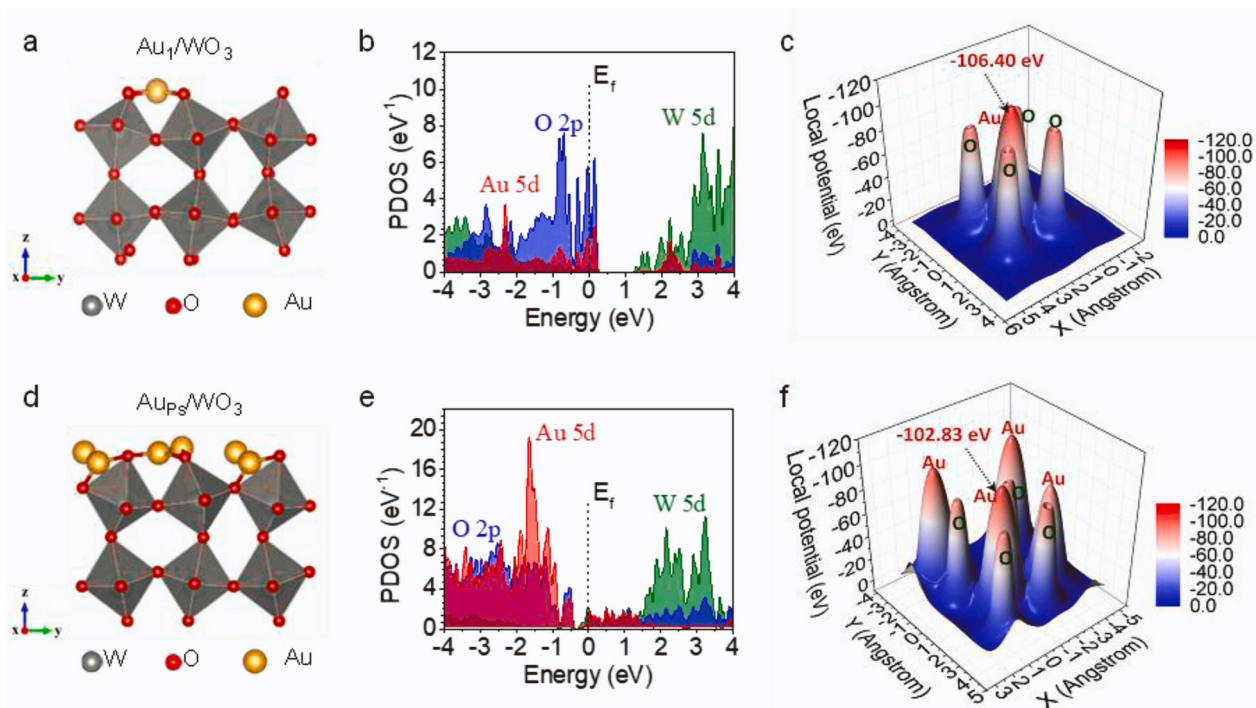 a
Au₁/WO₃
z
x
y
W
O
Au
b
12
10
8
6
4
2
0
PDOS (eV⁻¹)
E_f
O 2p
W 5d
Au 5d
-4 -3 -2 -1 0 1 2 3 4
Energy (eV)
c
-106.40 eV
Au
O
O
O
O
-120
-100
-80
-60
-40
-20
0
Local potential (eV)
Y (Angstrom)
X (Angstrom)
-120.0
-100.0
-80.0
-60.0
-40.0
-20.0
0.0
d
Au_Ps/WO₃
z
x
y
W
O
Au
e
20
16
12
8
4
0
PDOS (eV⁻¹)
Au 5d
E_f
O 2p
W 5d
-4 -3 -2 -1 0 1 2 3 4
Energy (eV)
f
-102.83 eV
Au
Au
Au
Au
O
O
O
O
-120
-100
-80
-60
-40
-20
0
Local potential (eV)
Y (Angstrom)
X (Angstrom)
-120.0
-100.0
-80.0
-60.0
-40.0
-20.0
0.0